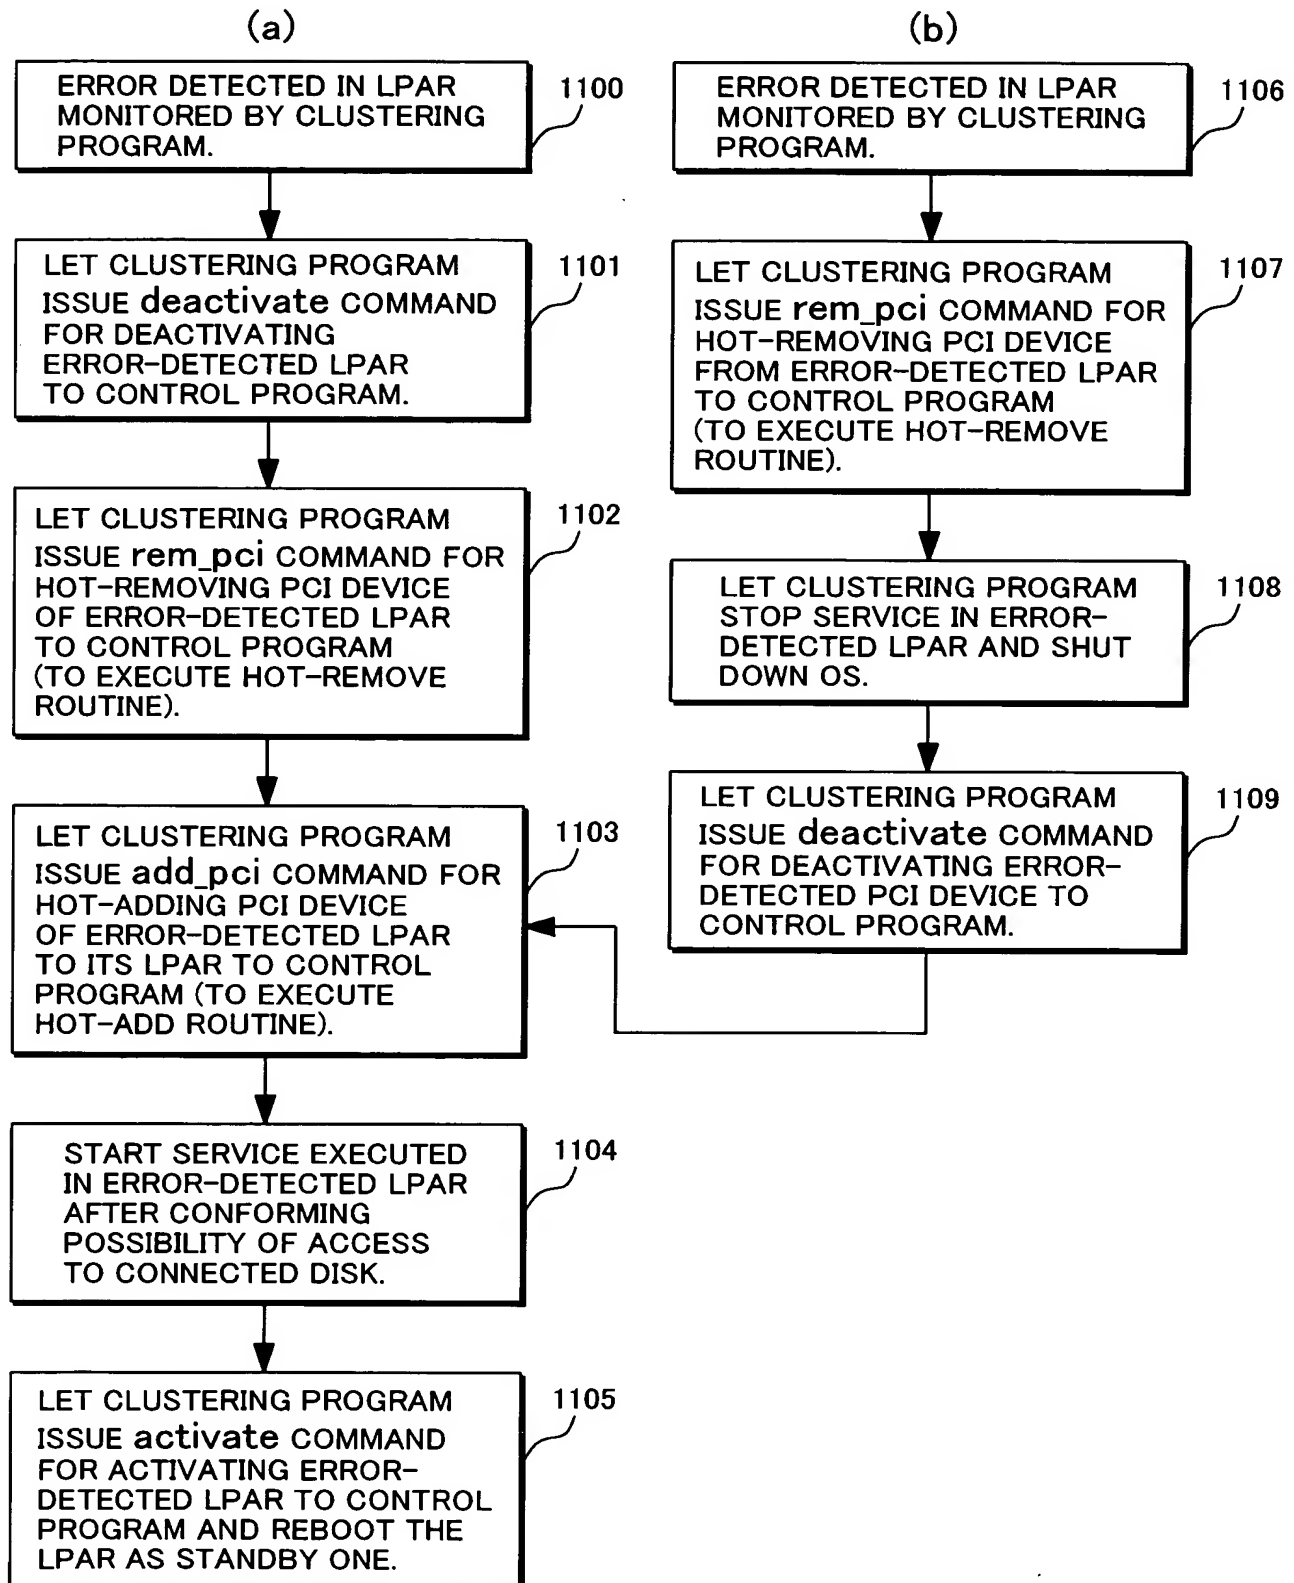 (a)
ERROR DETECTED IN LPAR
MONITORED BY CLUSTERING
PROGRAM.
1100
LET CLUSTERING PROGRAM
ISSUE deactivate COMMAND
FOR DEACTIVATING
ERROR-DETECTED LPAR
TO CONTROL PROGRAM.
1101
LET CLUSTERING PROGRAM
ISSUE rem_pci COMMAND FOR
HOT-REMOVING PCI DEVICE
OF ERROR-DETECTED LPAR
TO CONTROL PROGRAM
(TO EXECUTE HOT-REMOVE
ROUTINE).
1102
LET CLUSTERING PROGRAM
ISSUE add_pci COMMAND FOR
HOT-ADDING PCI DEVICE
OF ERROR-DETECTED LPAR
TO ITS LPAR TO CONTROL
PROGRAM (TO EXECUTE
HOT-ADD ROUTINE).
1103
START SERVICE EXECUTED
IN ERROR-DETECTED LPAR
AFTER CONFORMING
POSSIBILITY OF ACCESS
TO CONNECTED DISK.
1104
LET CLUSTERING PROGRAM
ISSUE activate COMMAND
FOR ACTIVATING ERROR-
DETECTED LPAR TO CONTROL
PROGRAM AND REBOOT THE
LPAR AS STANDBY ONE.
1105
(b)
ERROR DETECTED IN LPAR
MONITORED BY CLUSTERING
PROGRAM.
1106
LET CLUSTERING PROGRAM
ISSUE rem_pci COMMAND FOR
HOT-REMOVING PCI DEVICE
FROM ERROR-DETECTED LPAR
TO CONTROL PROGRAM
(TO EXECUTE HOT-REMOVE
ROUTINE).
1107
LET CLUSTERING PROGRAM
STOP SERVICE IN ERROR-
DETECTED LPAR AND SHUT
DOWN OS.
1108
LET CLUSTERING PROGRAM
ISSUE deactivate COMMAND
FOR DEACTIVATING ERROR-
DETECTED PCI DEVICE TO
CONTROL PROGRAM.
1109